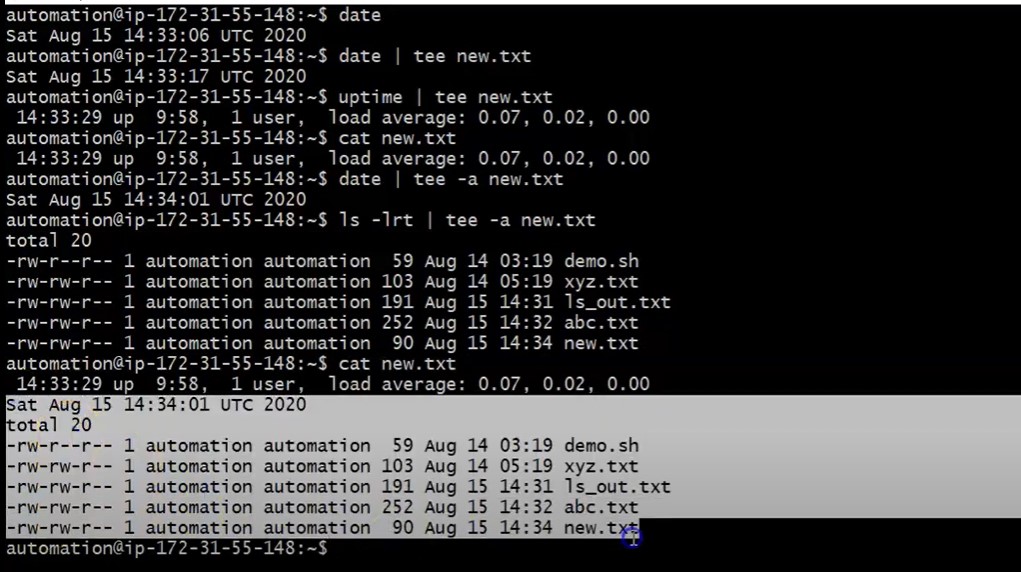 automation@ip-172-31-55-148:~$ date
Sat Aug 15 14:33:06 UTC 2020
automation@ip-172-31-55-148:~$ date | tee new.txt
Sat Aug 15 14:33:17 UTC 2020
automation@ip-172-31-55-148:~$ uptime | tee new.txt
 14:33:29 up  9:58,  1 user,  load average: 0.07, 0.02, 0.00
automation@ip-172-31-55-148:~$ cat new.txt
 14:33:29 up  9:58,  1 user,  load average: 0.07, 0.02, 0.00
automation@ip-172-31-55-148:~$ date | tee -a new.txt
Sat Aug 15 14:34:01 UTC 2020
automation@ip-172-31-55-148:~$ ls -lrt | tee -a new.txt
total 20
-rw-r--r-- 1 automation automation  59 Aug 14 03:19 demo.sh
-rw-rw-r-- 1 automation automation 103 Aug 14 05:19 xyz.txt
-rw-rw-r-- 1 automation automation 191 Aug 15 14:31 ls_out.txt
-rw-rw-r-- 1 automation automation 252 Aug 15 14:32 abc.txt
-rw-rw-r-- 1 automation automation  90 Aug 15 14:34 new.txt
automation@ip-172-31-55-148:~$ cat new.txt
 14:33:29 up  9:58,  1 user,  load average: 0.07, 0.02, 0.00
Sat Aug 15 14:34:01 UTC 2020
total 20
-rw-r--r-- 1 automation automation  59 Aug 14 03:19 demo.sh
-rw-rw-r-- 1 automation automation 103 Aug 14 05:19 xyz.txt
-rw-rw-r-- 1 automation automation 191 Aug 15 14:31 ls_out.txt
-rw-rw-r-- 1 automation automation 252 Aug 15 14:32 abc.txt
-rw-rw-r-- 1 automation automation  90 Aug 15 14:34 new.txt
automation@ip-172-31-55-148:~$